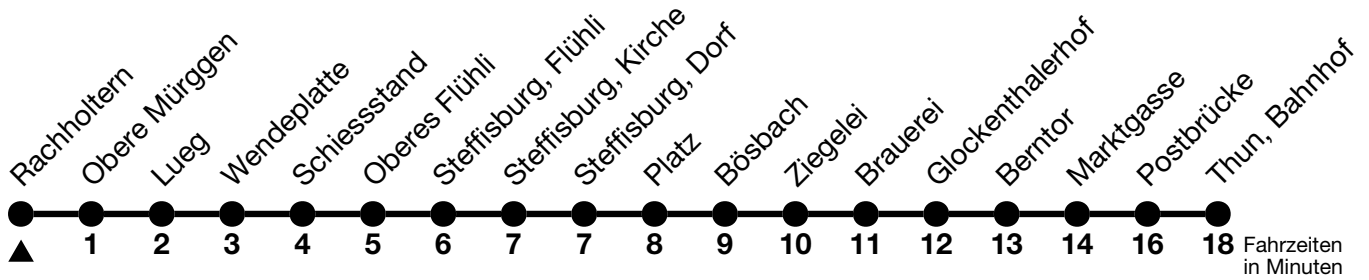 Rachholtern
Obere Mürggen
Lueg
Wendeplatte
Schiessstand
Oberes Flühli
Steffisburg, Flühli
Steffisburg, Kirche
Steffisburg, Dorf
Platz
Bösbach
Ziegelei
Brauerei
Glockenthalerhof
Berntor
Marktgasse
Postbrücke
Thun, Bahnhof
1 2 3 4 5 6 7 7 8 9 10 11 12 13 14 16 18 Fahrzeiten
in Minuten